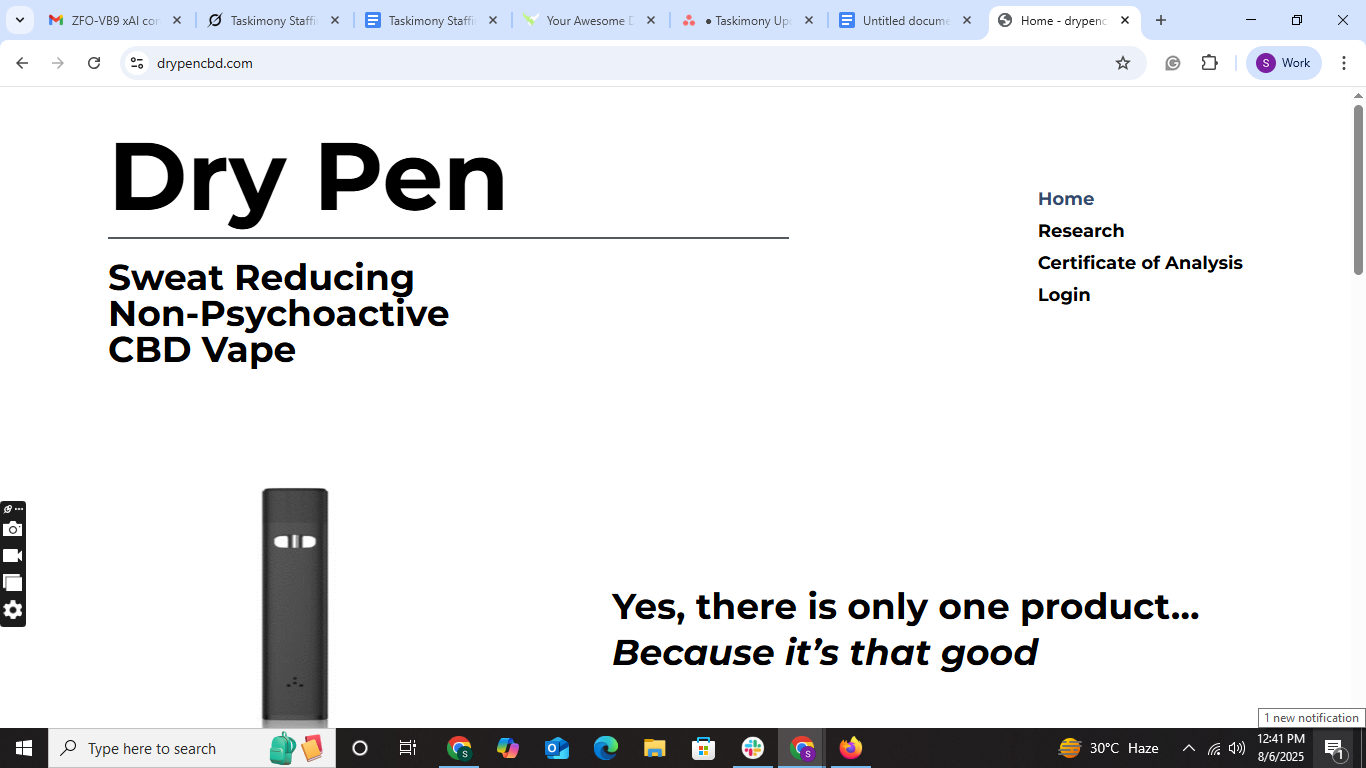 ZFO-VB9 xAI con
Taskimony Staffi
Taskimony Staffi
Your Awesome D
● Taskimony Up
Untitled docume
Home - drypenc
drypencbd.com
S
Work
Dry Pen
Home
Research
Certificate of Analysis
Login
Sweat Reducing
Non-Psychoactive
CBD Vape
Yes, there is only one product...
Because it’s that good
1 new notification
Type here to search
30°C Haze
12:41 PM
8/6/2025
1